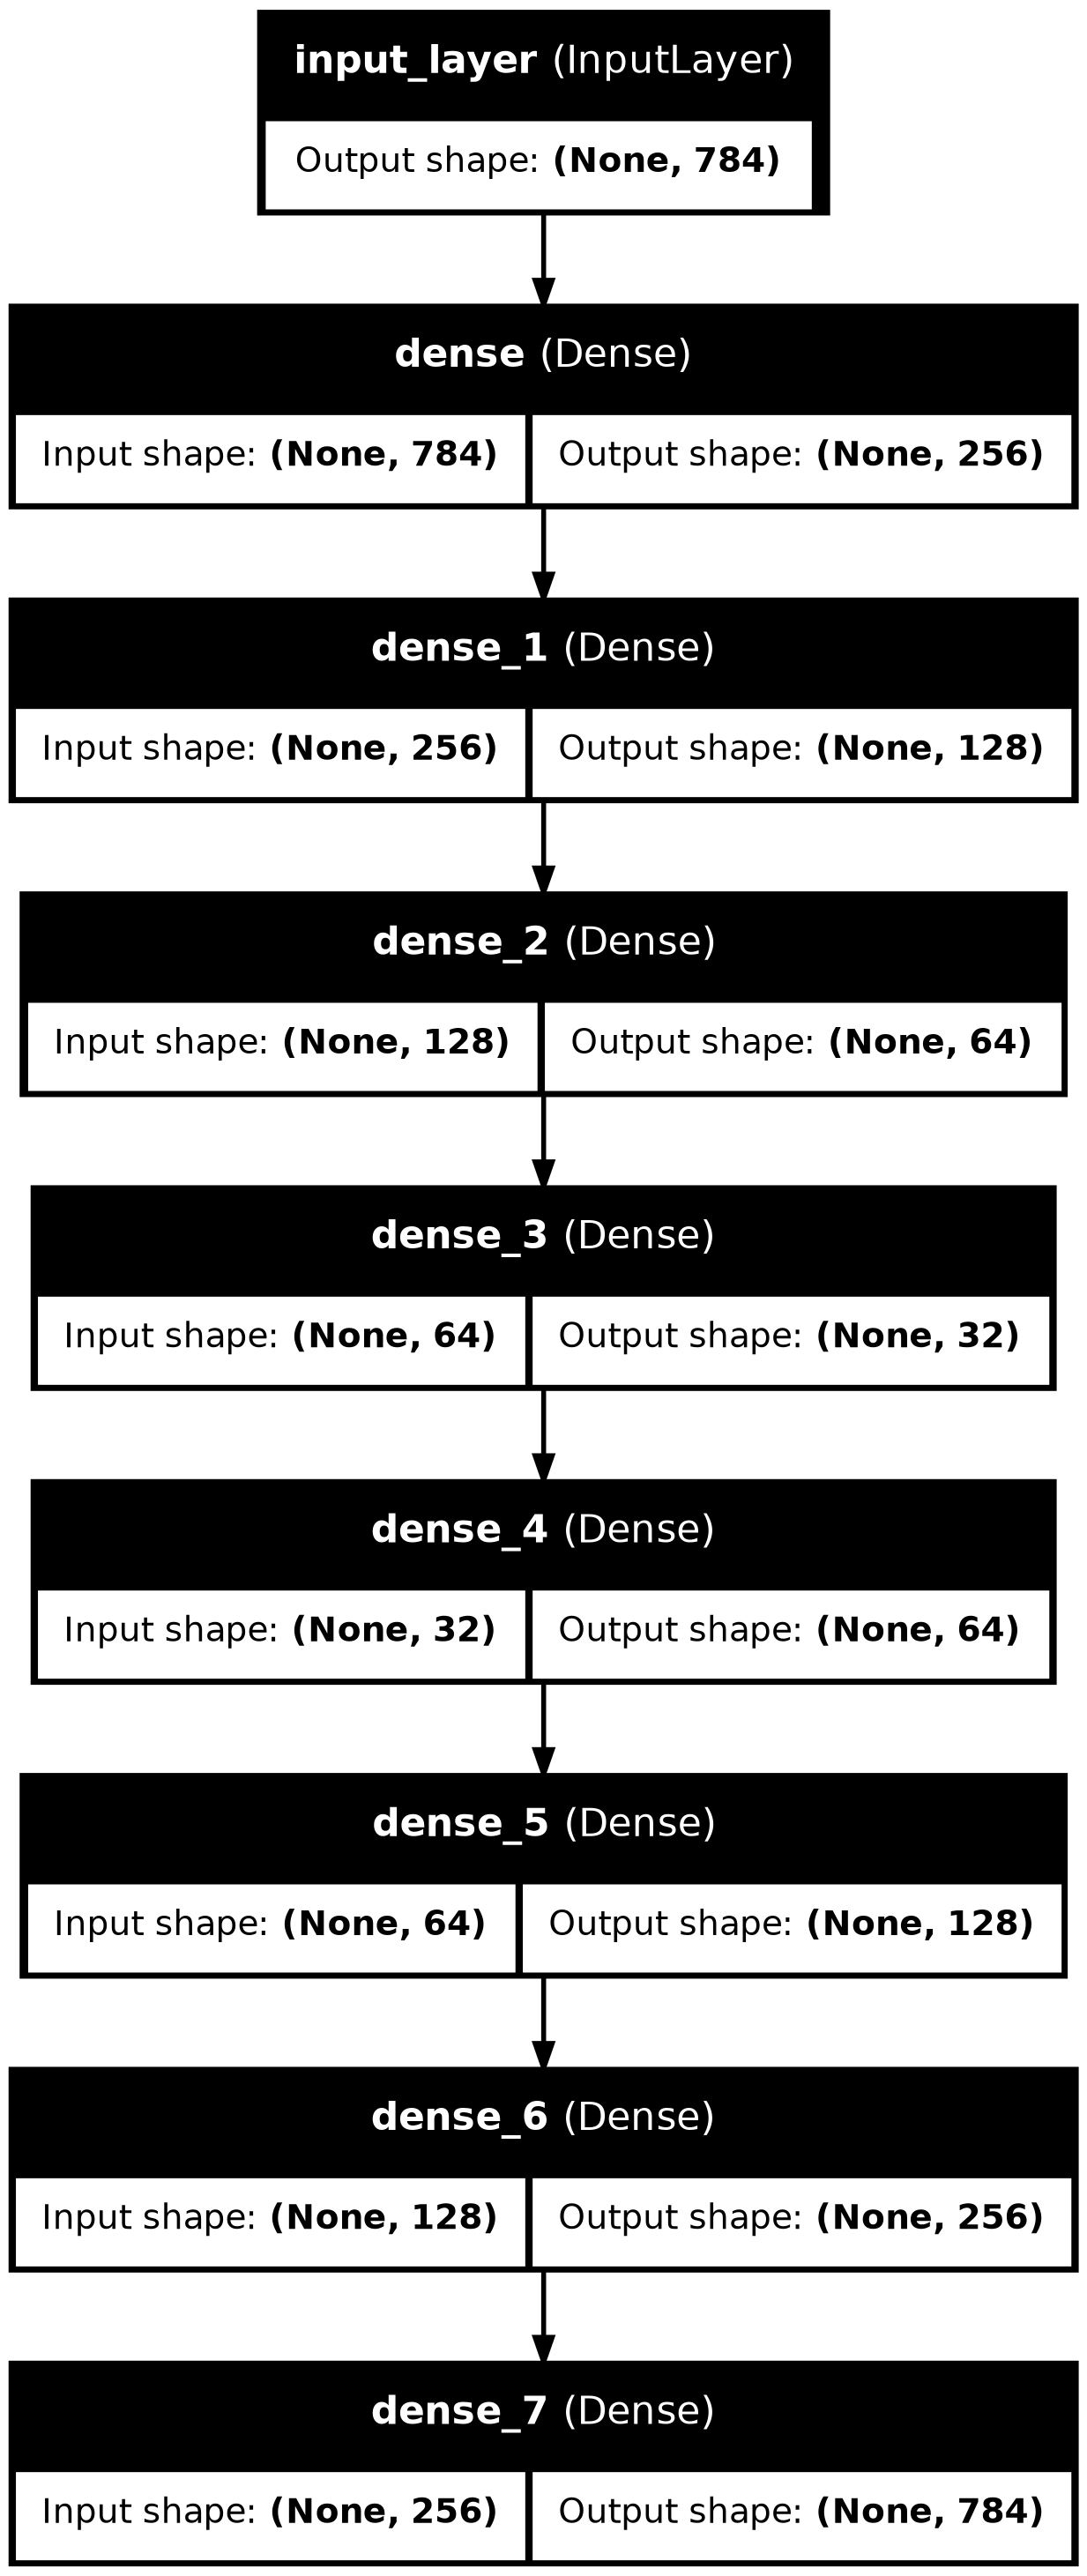 input_layer (InputLayer)
Output shape: (None, 784)
dense (Dense)
Input shape: (None, 784) Output shape: (None, 256)
dense_1 (Dense)
Input shape: (None, 256) Output shape: (None, 128)
dense_2 (Dense)
Input shape: (None, 128) Output shape: (None, 64)
dense_3 (Dense)
Input shape: (None, 64) Output shape: (None, 32)
dense_4 (Dense)
Input shape: (None, 32) Output shape: (None, 64)
dense_5 (Dense)
Input shape: (None, 64) Output shape: (None, 128)
dense_6 (Dense)
Input shape: (None, 128) Output shape: (None, 256)
dense_7 (Dense)
Input shape: (None, 256) Output shape: (None, 784)